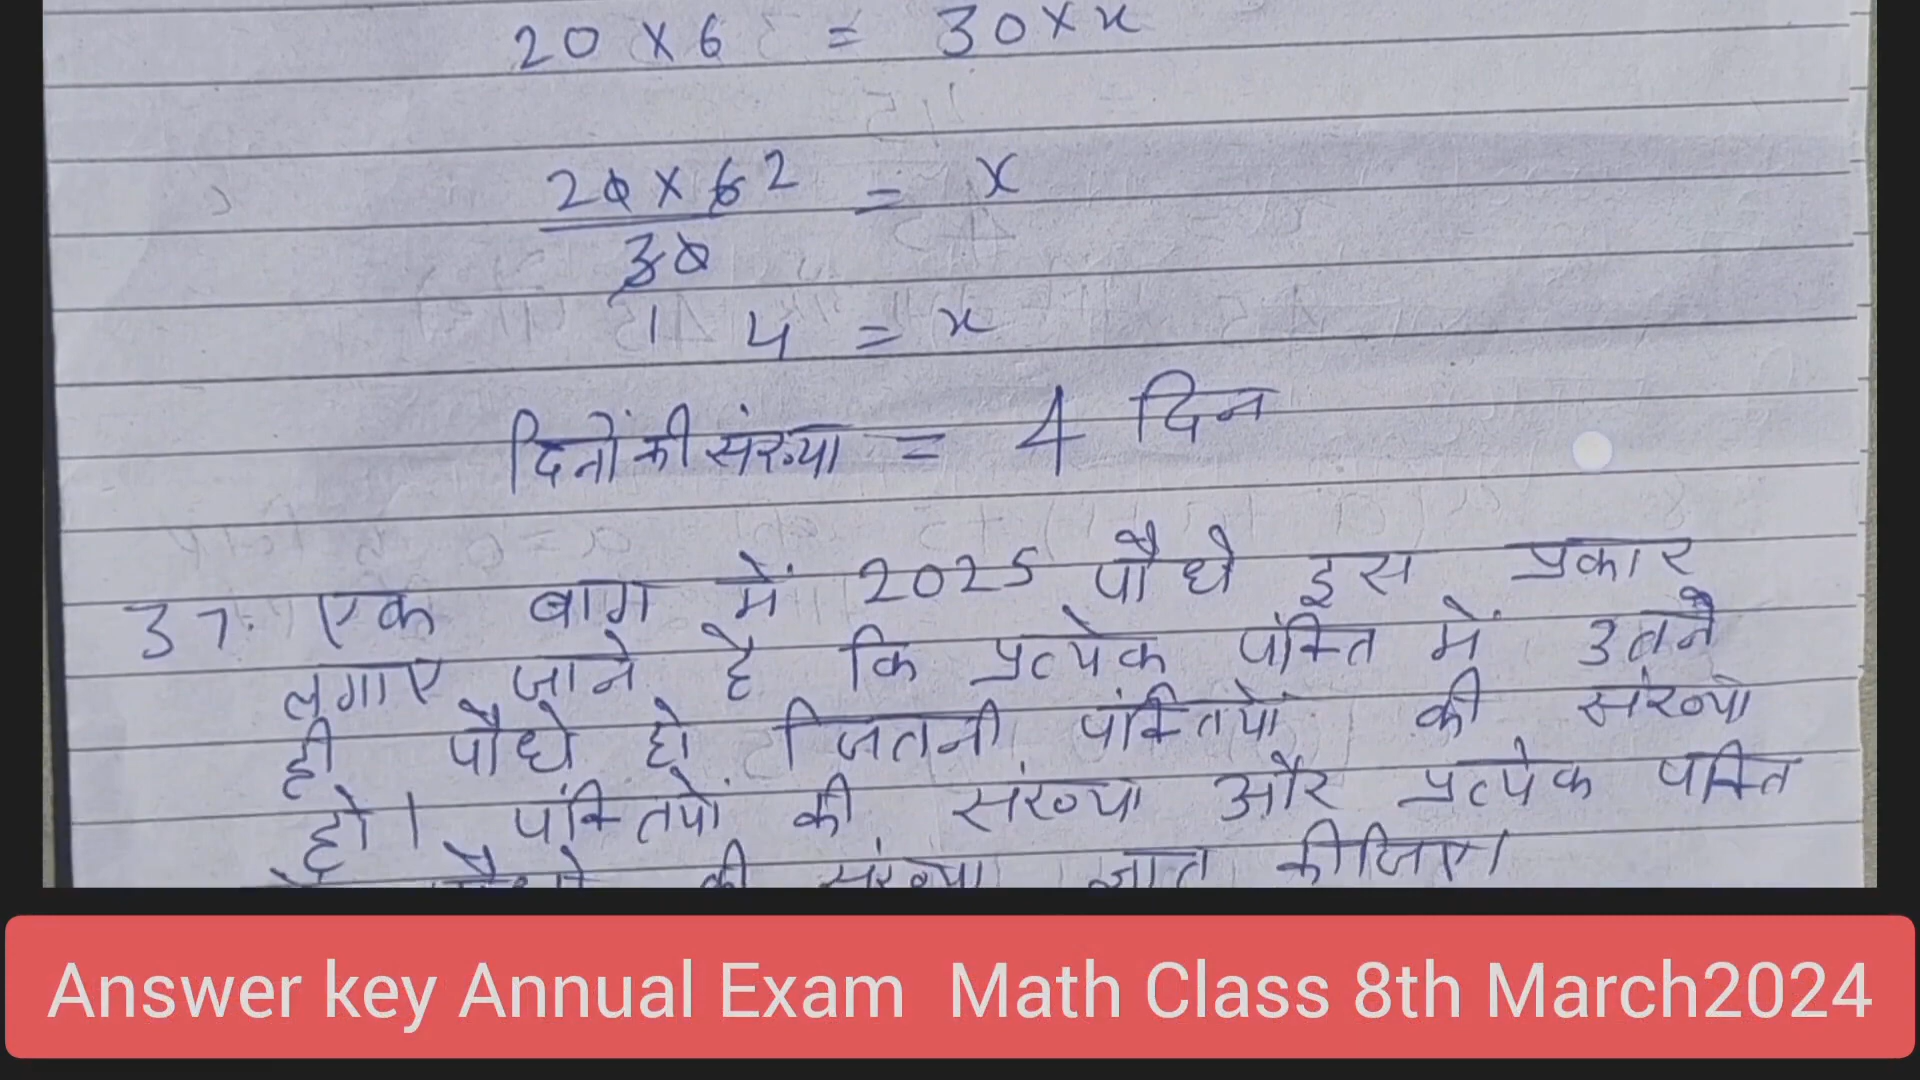 20 × 6 = 30 × x
20 × 6 2 = x
30
1 4 = x
दिनों की संख्या = 4 दिन
37. एक बाग में 2025 पौधे इस प्रकार
लगाए जाने है कि प्रत्येक पंक्ति में उतने
ही पौधे हो जितनी पंक्तियों की संख्या
हो। पंक्तियों की संख्या और प्रत्येक पंक्ति
में पौधो की संख्या ज्ञात कीजिए।
Answer key Annual Exam Math Class 8th March2024